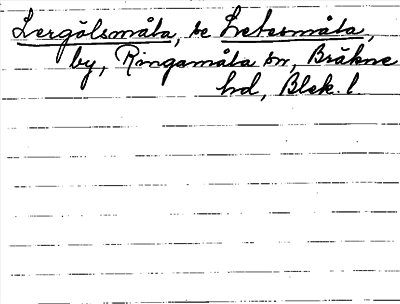 Lergölsmåla, se Letesmåla,
by, Ringamåla sn, Bräkne
hd, Blek. l.